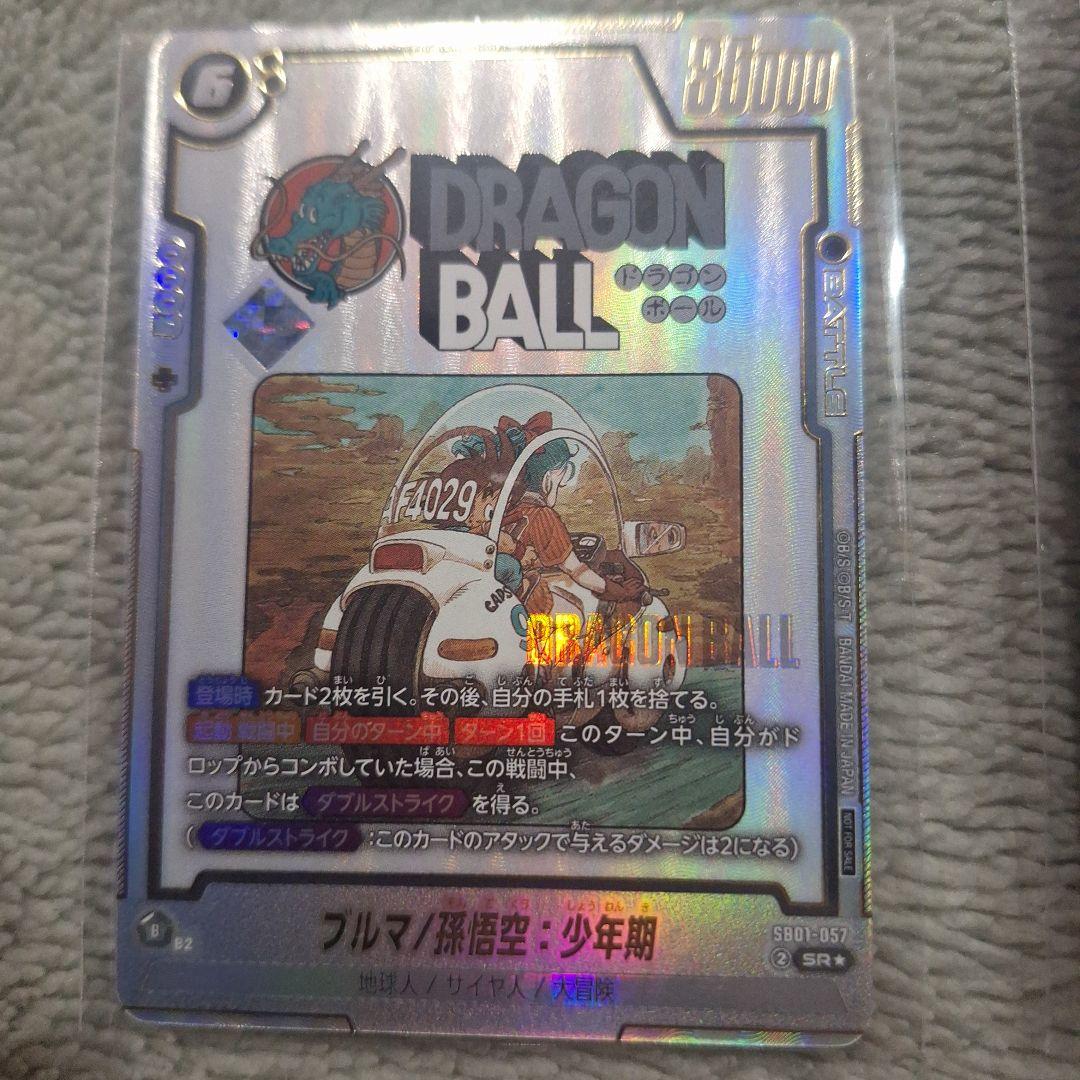 6
DRAGON
BALL
ドラゴン
ボール
BATTLE
AF4029
CADS
DRAGON BALL
登場時 カード2枚を引く。その後、自分の手札1枚を捨てる。
起動 戦闘中 自分のターン中 ターン1回 このターン中、自分がド
ロップからコンボしていた場合、この戦闘中、
このカードは ダブルストライク を得る。
( ダブルストライク :このカードのアタックで与えるダメージは2になる)
©B/S ©B/S・T BANDAI MADE IN JAPAN NOT FOR SALE
ブルマ/孫悟空：少年期
地球人 / サイヤ人 / 大冒険
B
B2
SB01-057
② SR★